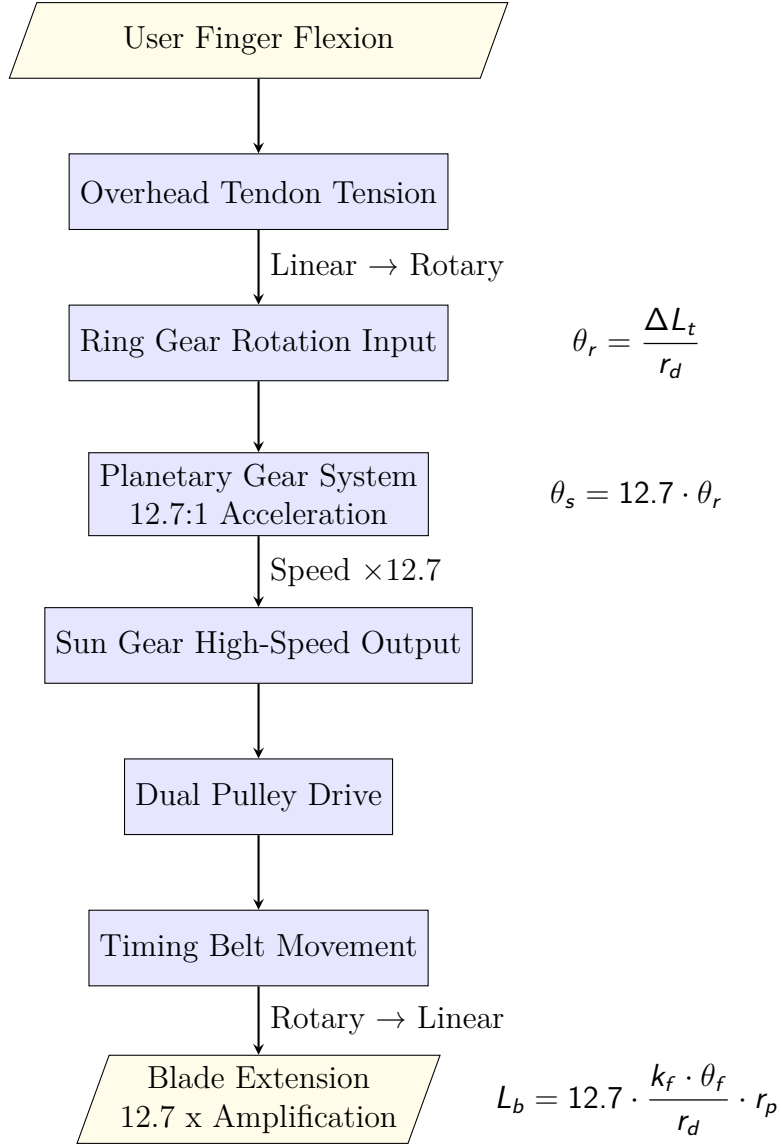 User Finger Flexion
Overhead Tendon Tension
Linear → Rotary
Ring Gear Rotation Input
θ_r = ΔL_t / r_d
Planetary Gear System
12.7:1 Acceleration
θ_s = 12.7 · θ_r
Speed ×12.7
Sun Gear High-Speed Output
Dual Pulley Drive
Timing Belt Movement
Rotary → Linear
Blade Extension
12.7 x Amplification
L_b = 12.7 · k_f · θ_f / r_d · r_p